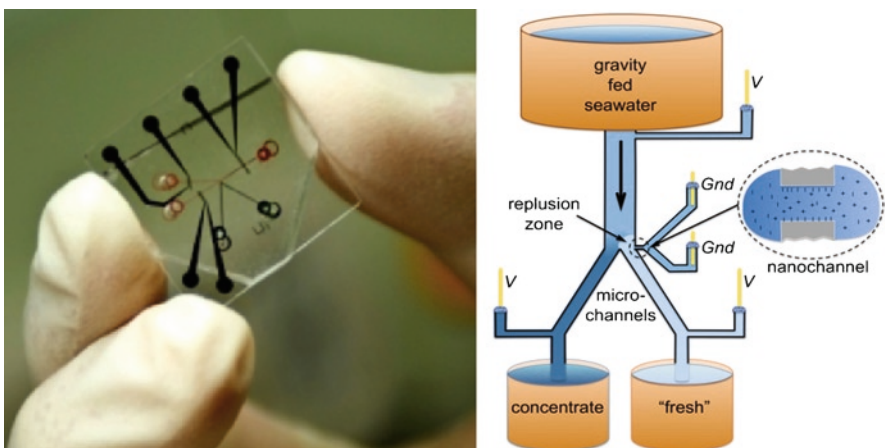 gravity
fed
seawater
V
Gnd
replusion
zone
Gnd
nanochannel
V
micro-
channels
V
concentrate
"fresh"